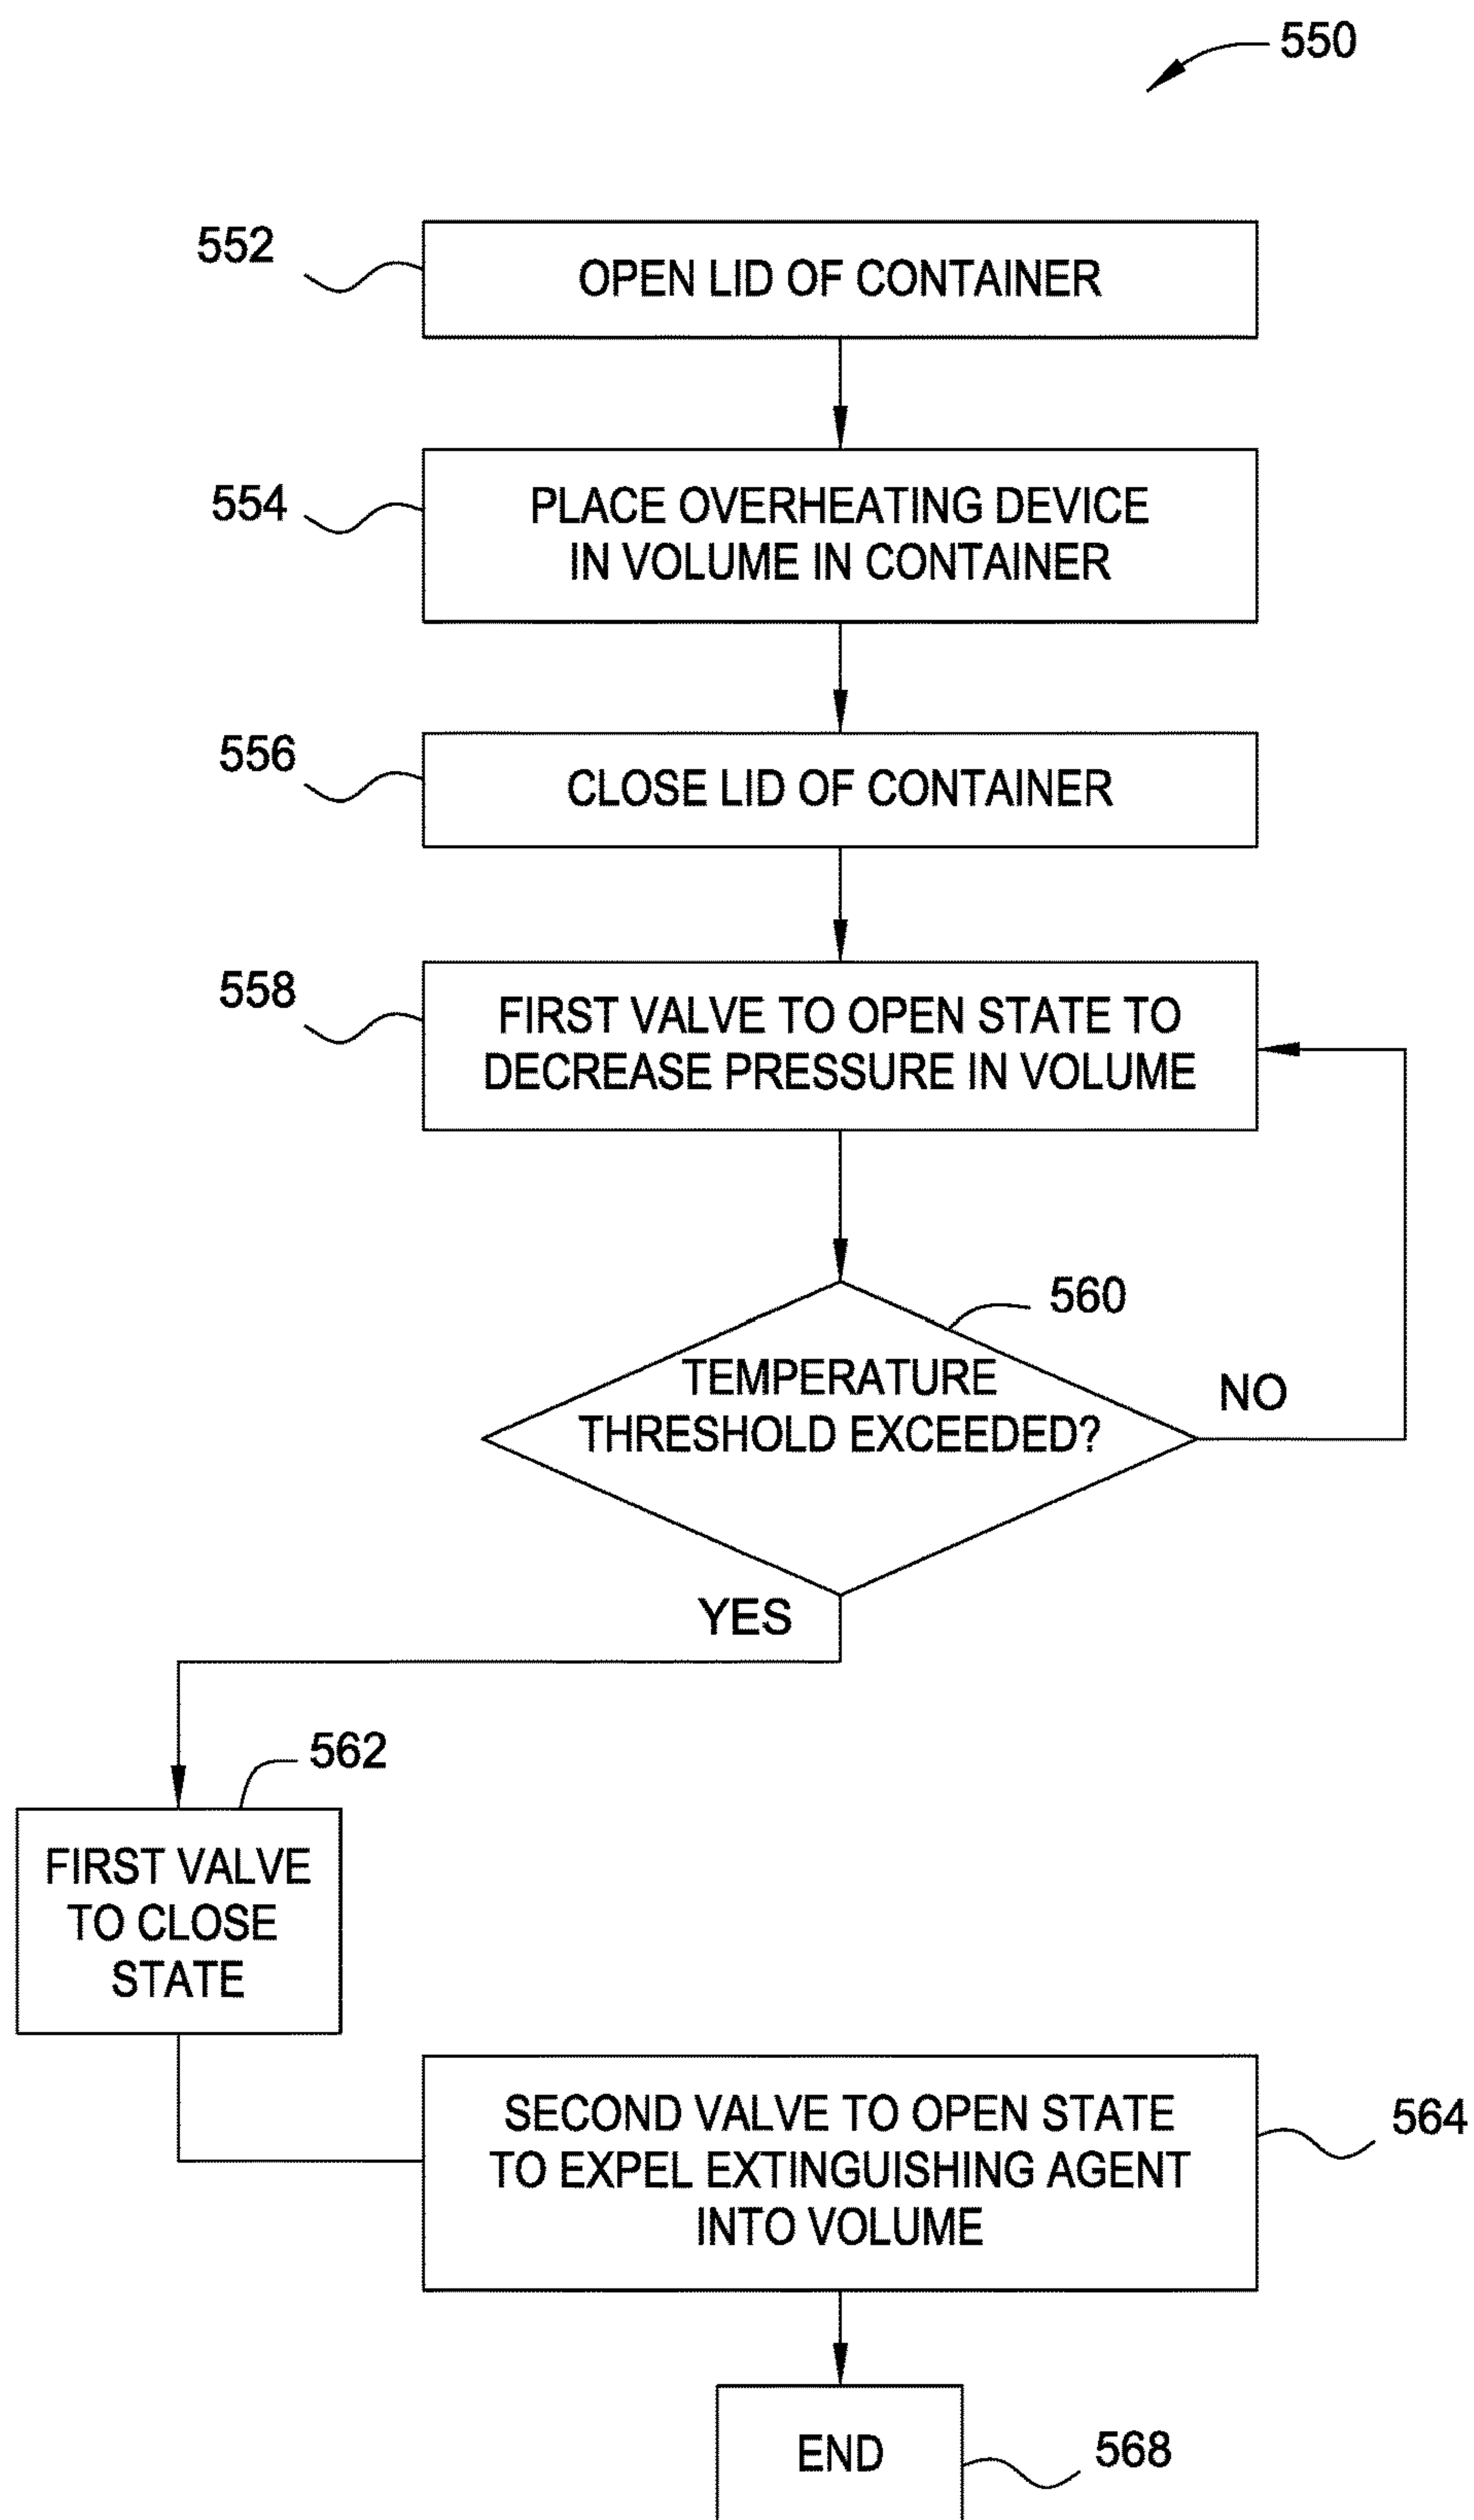 550
552
OPEN LID OF CONTAINER
554
PLACE OVERHEATING DEVICE
IN VOLUME IN CONTAINER
556
CLOSE LID OF CONTAINER
558
FIRST VALVE TO OPEN STATE TO
DECREASE PRESSURE IN VOLUME
560
TEMPERATURE
THRESHOLD EXCEEDED?
NO
YES
562
FIRST VALVE
TO CLOSE
STATE
SECOND VALVE TO OPEN STATE
TO EXPEL EXTINGUISHING AGENT
INTO VOLUME
564
END
568